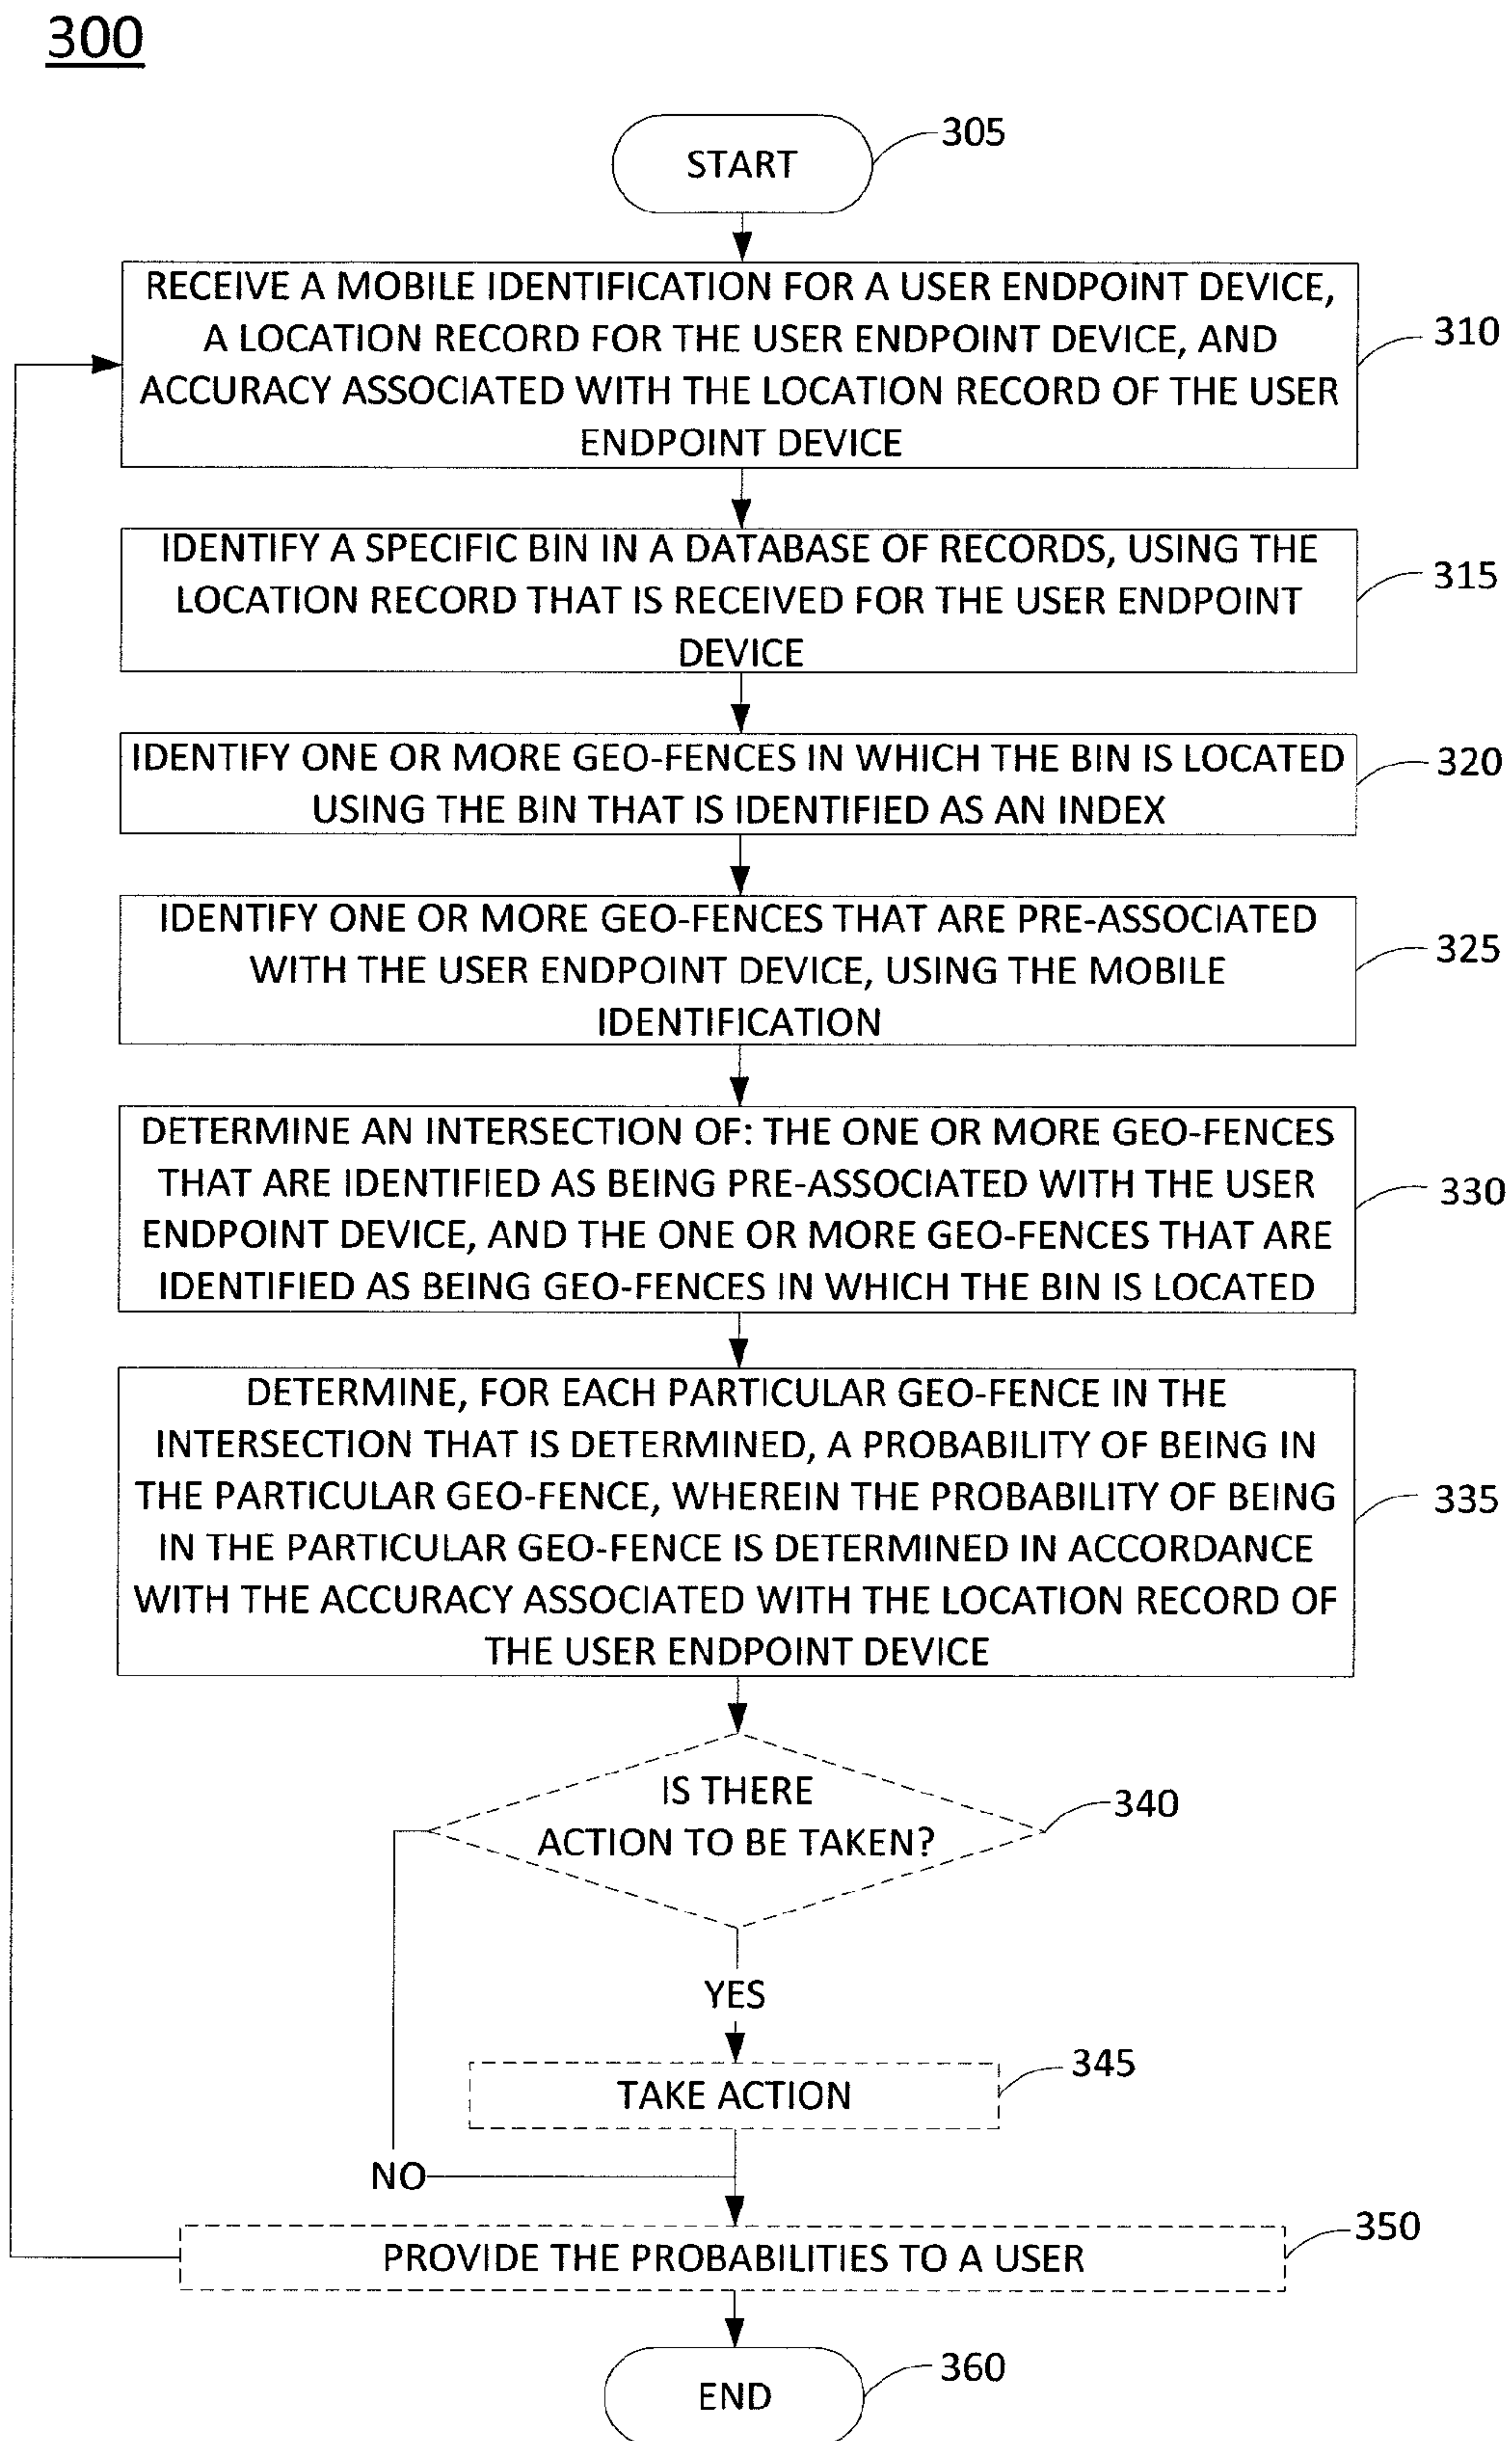 300
START
305
RECEIVE A MOBILE IDENTIFICATION FOR A USER ENDPOINT DEVICE,
A LOCATION RECORD FOR THE USER ENDPOINT DEVICE, AND
ACCURACY ASSOCIATED WITH THE LOCATION RECORD OF THE USER
ENDPOINT DEVICE
310
IDENTIFY A SPECIFIC BIN IN A DATABASE OF RECORDS, USING THE
LOCATION RECORD THAT IS RECEIVED FOR THE USER ENDPOINT
DEVICE
315
IDENTIFY ONE OR MORE GEO-FENCES IN WHICH THE BIN IS LOCATED
USING THE BIN THAT IS IDENTIFIED AS AN INDEX
320
IDENTIFY ONE OR MORE GEO-FENCES THAT ARE PRE-ASSOCIATED
WITH THE USER ENDPOINT DEVICE, USING THE MOBILE
IDENTIFICATION
325
DETERMINE AN INTERSECTION OF: THE ONE OR MORE GEO-FENCES
THAT ARE IDENTIFIED AS BEING PRE-ASSOCIATED WITH THE USER
ENDPOINT DEVICE, AND THE ONE OR MORE GEO-FENCES THAT ARE
IDENTIFIED AS BEING GEO-FENCES IN WHICH THE BIN IS LOCATED
330
DETERMINE, FOR EACH PARTICULAR GEO-FENCE IN THE
INTERSECTION THAT IS DETERMINED, A PROBABILITY OF BEING IN
THE PARTICULAR GEO-FENCE, WHEREIN THE PROBABILITY OF BEING
IN THE PARTICULAR GEO-FENCE IS DETERMINED IN ACCORDANCE
WITH THE ACCURACY ASSOCIATED WITH THE LOCATION RECORD OF
THE USER ENDPOINT DEVICE
335
IS THERE
ACTION TO BE TAKEN?
340
YES
TAKE ACTION
345
NO
PROVIDE THE PROBABILITIES TO A USER
350
END
360